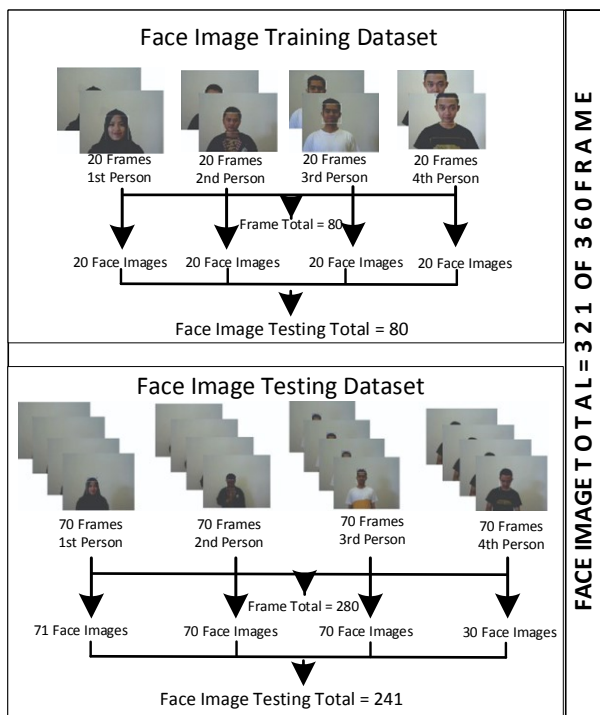 Face Image Training Dataset
20 Frames 20 Frames 20 Frames 20 Frames
1st Person 2nd Person 3rd Person 4th Person
Frame Total = 80
20 Face Images 20 Face Images 20 Face Images 20 Face Images
Face Image Testing Total = 80
Face Image Testing Dataset
70 Frames 70 Frames 70 Frames 70 Frames
1st Person 2nd Person 3rd Person 4th Person
Frame Total = 280
71 Face Images 70 Face Images 70 Face Images 30 Face Images
Face Image Testing Total = 241
FACE IMAGE TOTAL = 321 OF 360 FRAME